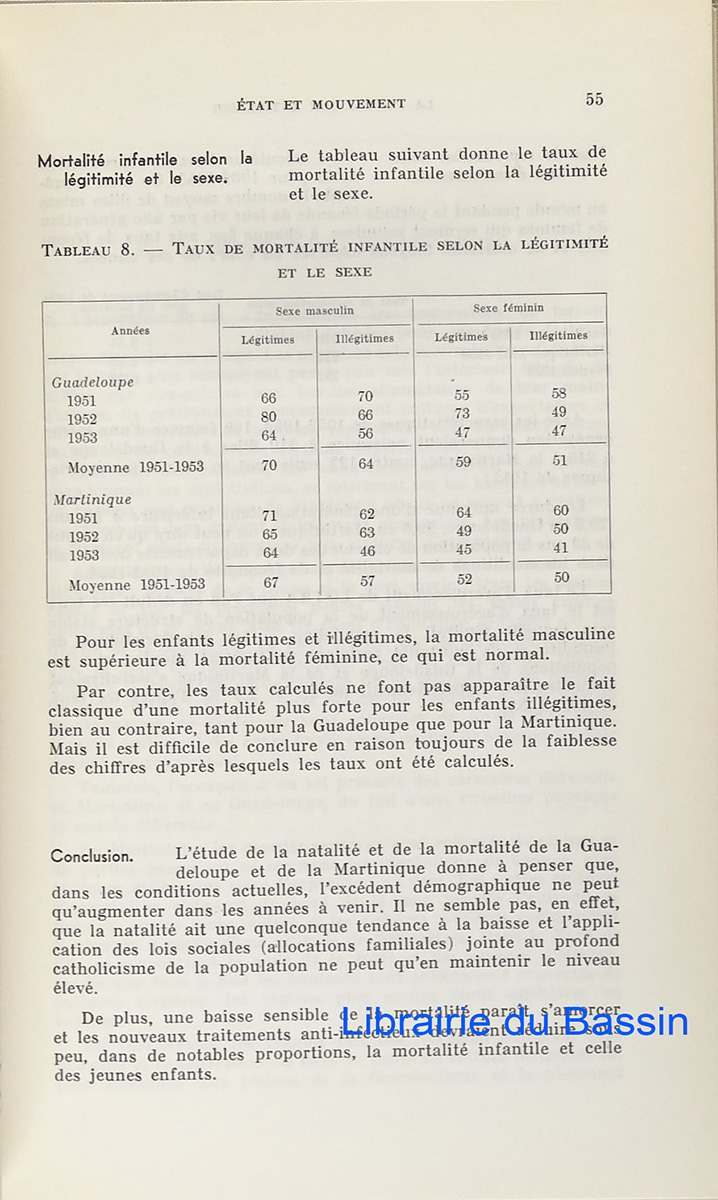 ÉTAT ET MOUVEMENT 55
Mortalité infantile selon la
légitimité et le sexe.
Le tableau suivant donne le taux de
mortalité infantile selon la légitimité
et le sexe.
TABLEAU 8. — TAUX DE MORTALITÉ INFANTILE SELON LA LÉGITIMITÉ
ET LE SEXE
Années Sexe masculin Sexe féminin
Légitimes Illégitimes Légitimes Illégitimes
Guadeloupe
1951 66 70 55 58
1952 80 66 73 49
1953 64 56 47 47
Moyenne 1951-1953 70 64 59 51
Martinique
1951 71 62 64 60
1952 65 63 49 50
1953 64 46 45 41
Moyenne 1951-1953 67 57 52 50
Pour les enfants légitimes et illégitimes, la mortalité masculine
est supérieure à la mortalité féminine, ce qui est normal.
Par contre, les taux calculés ne font pas apparaître le fait
classique d'une mortalité plus forte pour les enfants illégitimes,
bien au contraire, tant pour la Guadeloupe que pour la Martinique.
Mais il est difficile de conclure en raison toujours de la faiblesse
des chiffres d'après lesquels les taux ont été calculés.
Conclusion. L'étude de la natalité et de la mortalité de la Gua-
deloupe et de la Martinique donne à penser que,
dans les conditions actuelles, l'excédent démographique ne peut
qu'augmenter dans les années à venir. Il ne semble pas, en effet,
que la natalité ait une quelconque tendance à la baisse et l'appli-
cation des lois sociales (allocations familiales) jointe au profond
catholicisme de la population ne peut qu'en maintenir le niveau
élevé.
De plus, une baisse sensible de la mortalité paraît s'amorcer
et les nouveaux traitements anti-infectieux devraient réduire sous
peu, dans de notables proportions, la mortalité infantile et celle
des jeunes enfants.
Librairie du Bassin